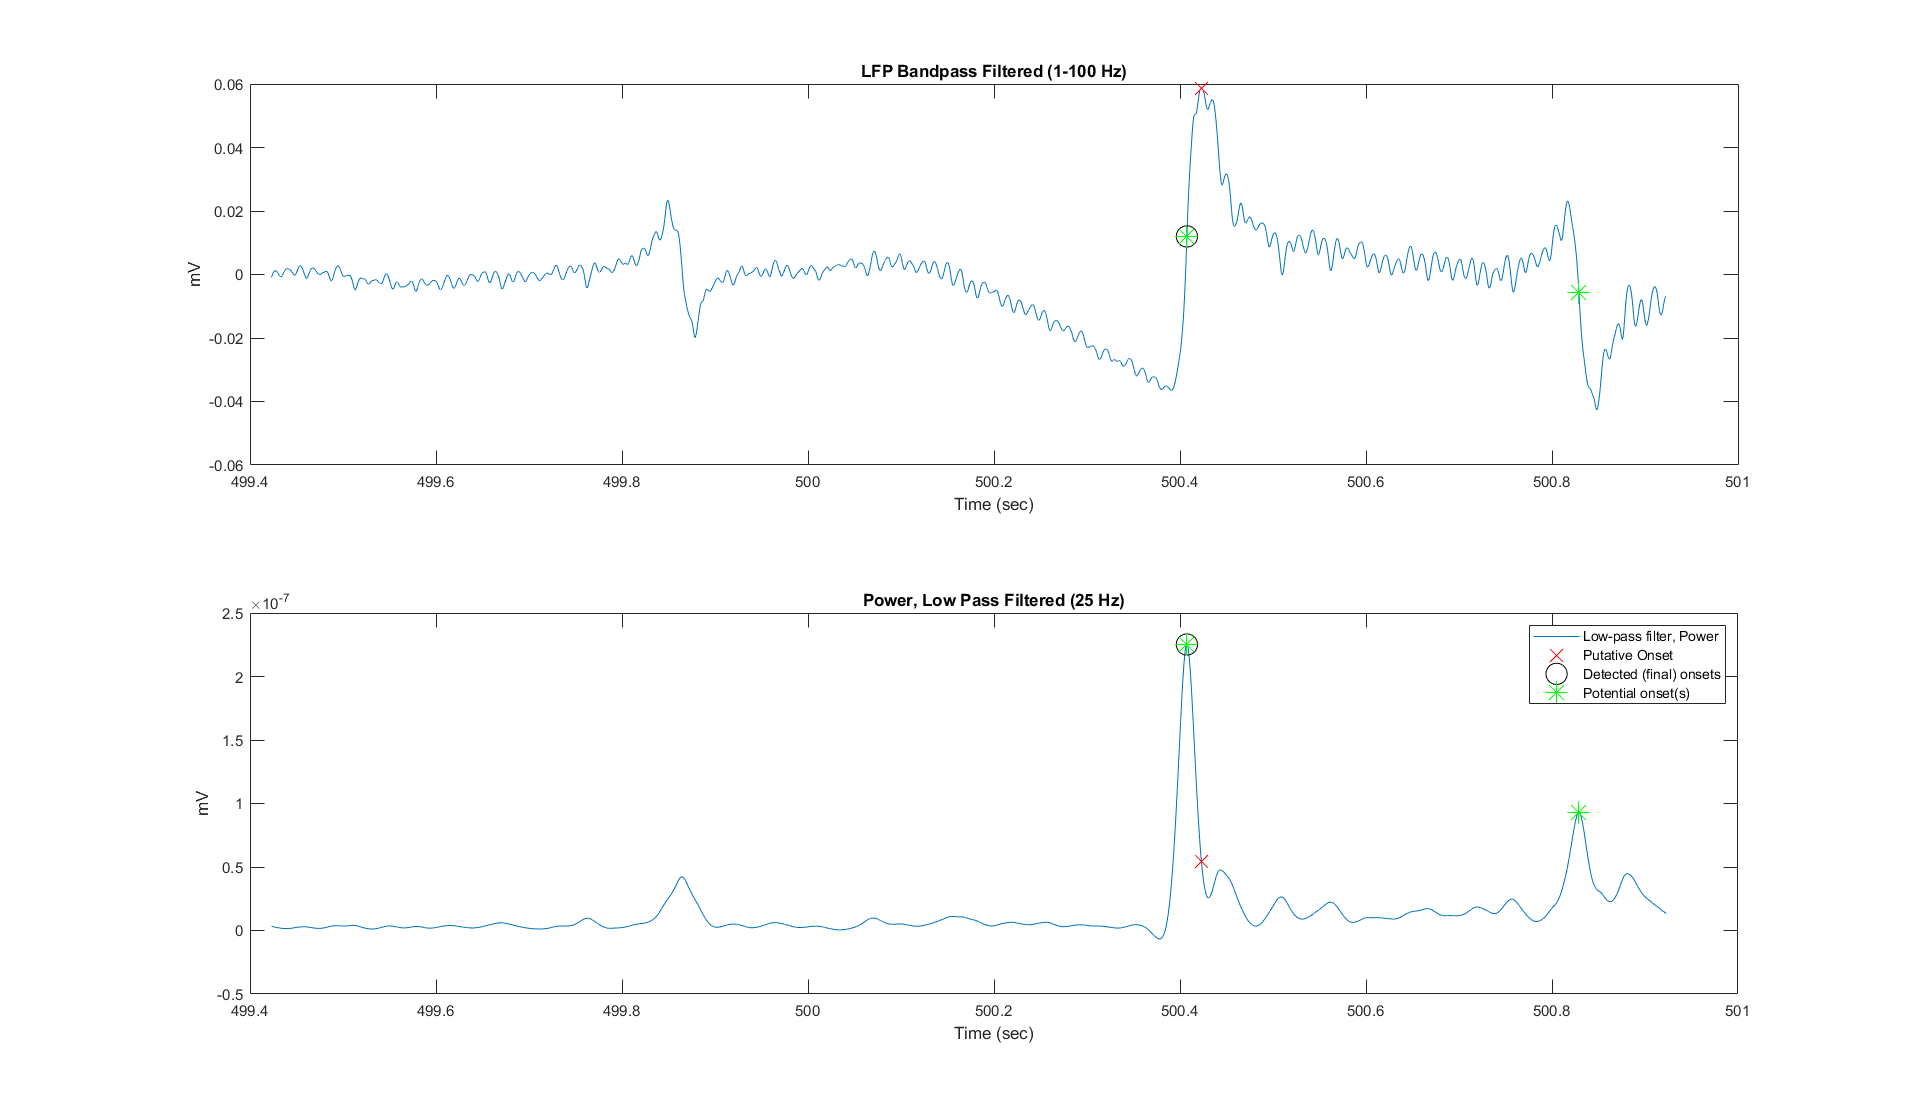 LFP Bandpass Filtered (1-100 Hz)
0.06
0.04
0.02
0
-0.02
-0.04
-0.06
mV
499.4 499.6 499.8 500 500.2 500.4 500.6 500.8 501
Time (sec)
Power, Low Pass Filtered (25 Hz)
×10-7
2.5
2
1.5
1
0.5
0
-0.5
mV
Low-pass filter, Power
Putative Onset
Detected (final) onsets
Potential onset(s)
499.4 499.6 499.8 500 500.2 500.4 500.6 500.8 501
Time (sec)